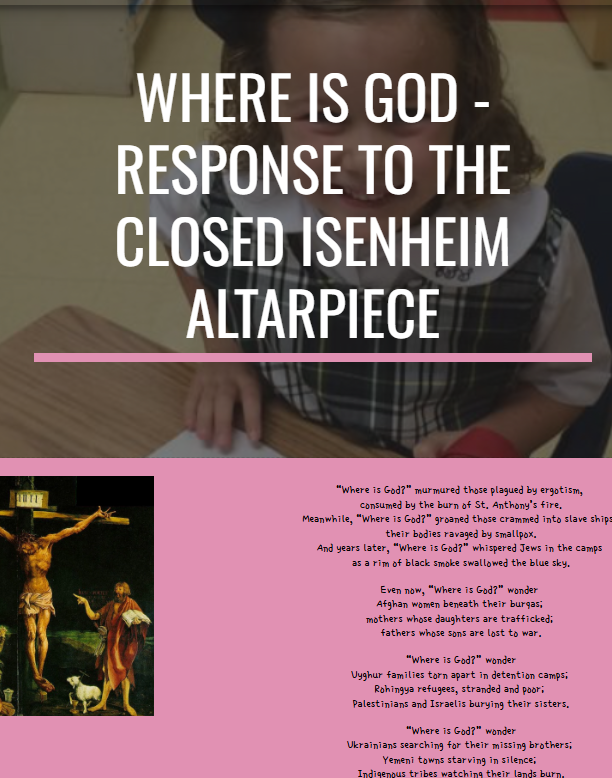 WHERE IS GOD -
RESPONSE TO THE
CLOSED ISENHEIM
ALTARPIECE
INRI
“Where is God?” murmured those plagued by ergotism,
consumed by the burn of St. Anthony's fire.
Meanwhile, “Where is God?” groaned those crammed into slave ships
their bodies ravaged by smallpox.
And years later, “Where is God?” whispered Jews in the camps
as a rim of black smoke swallowed the blue sky.
Even now, “Where is God?” wonder
Afghan women beneath their burqas;
mothers whose daughters are trafficked;
fathers whose sons are lost to war.
“Where is God?” wonder
Uyghur families torn apart in detention camps;
Rohingya refugees, stranded and poor;
Palestinians and Israelis burying their sisters.
“Where is God?” wonder
Ukrainians searching for their missing brothers;
Yemeni towns starving in silence;
Indigenous tribes watching their lands burn.